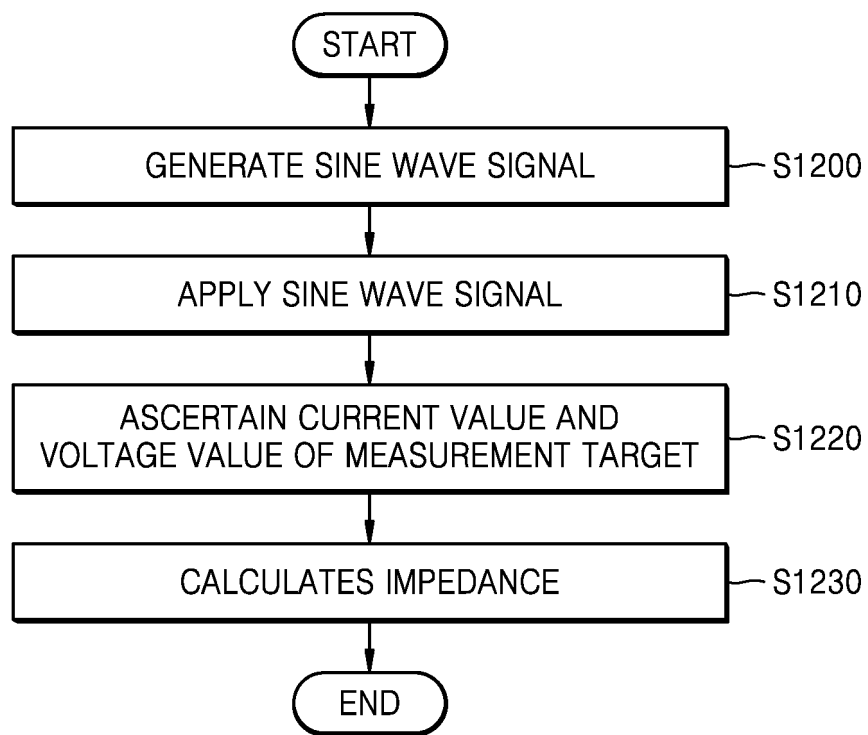 START
GENERATE SINE WAVE SIGNAL
S1200
APPLY SINE WAVE SIGNAL
S1210
ASCERTAIN CURRENT VALUE AND
VOLTAGE VALUE OF MEASUREMENT TARGET
S1220
CALCULATES IMPEDANCE
S1230
END